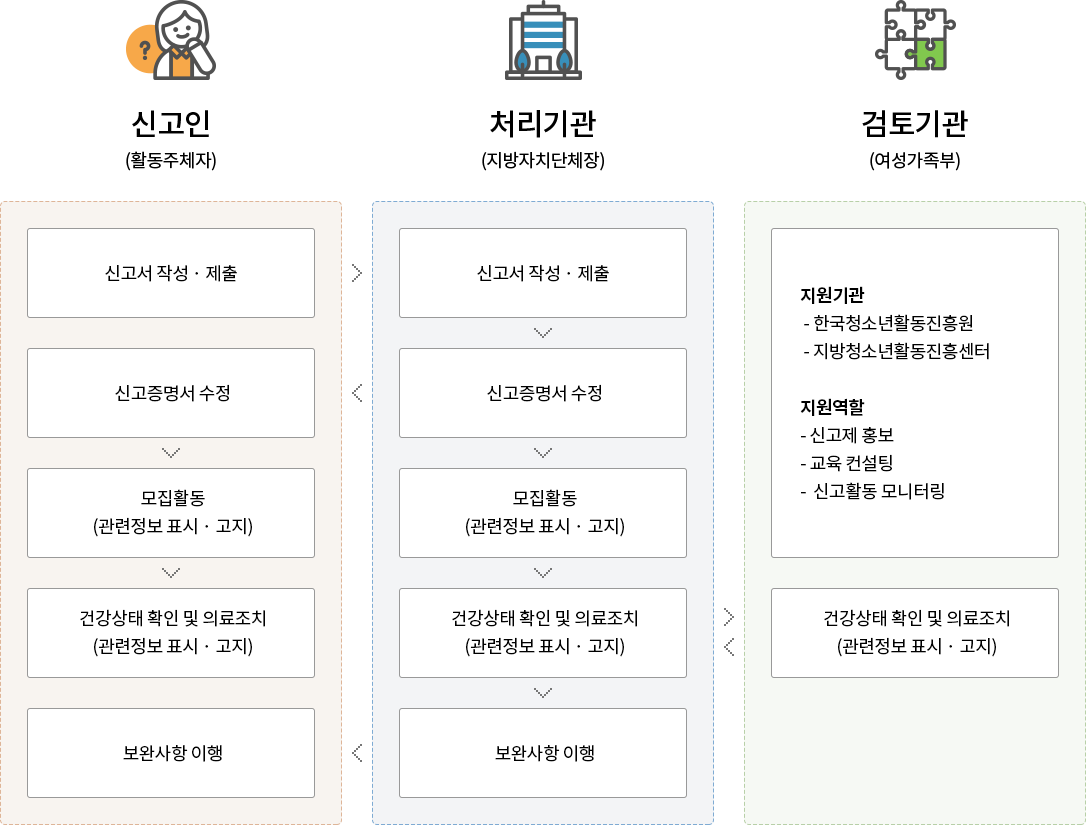 ?
신고인
(활동주체자)
처리기관
(지방자치단체장)
검토기관
(여성가족부)
신고서 작성 · 제출
신고증명서 수정
모집활동
(관련정보 표시 · 고지)
건강상태 확인 및 의료조치
(관련정보 표시 · 고지)
보완사항 이행
신고서 작성 · 제출
신고증명서 수정
모집활동
(관련정보 표시 · 고지)
건강상태 확인 및 의료조치
(관련정보 표시 · 고지)
보완사항 이행
지원기관
- 한국청소년활동진흥원
- 지방청소년활동진흥센터
지원역할
- 신고제 홍보
- 교육 컨설팅
- 신고활동 모니터링
건강상태 확인 및 의료조치
(관련정보 표시 · 고지)